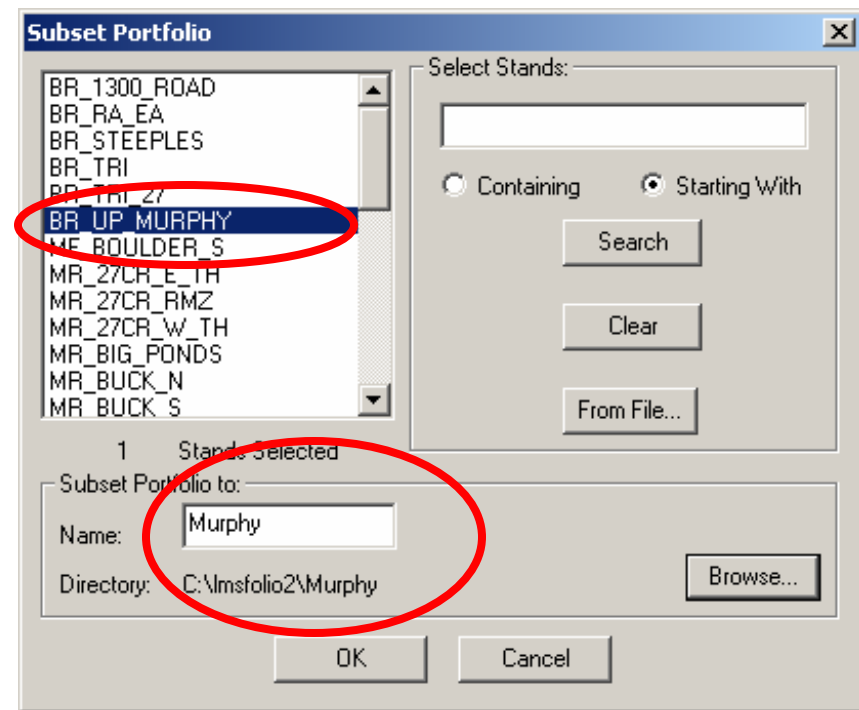 Subset Portfolio
BR_1300_ROAD
BR_RA_EA
BR_STEEPLES
BR_TRI
BR_TRI_27
BR_UP_MURPHY
MF_BOULDER_S
MR_27CR_E_TH
MR_27CR_RMZ
MR_27CR_W_TH
MR_BIG_PONDS
MR_BUCK_N
MR_BUCK_S
1 Stands Selected
Select Stands:
Containing
Starting With
Search
Clear
From File...
Subset Portfolio to:
Name: Murphy
Directory: C:\lmsfolio2\Murphy
Browse...
OK
Cancel